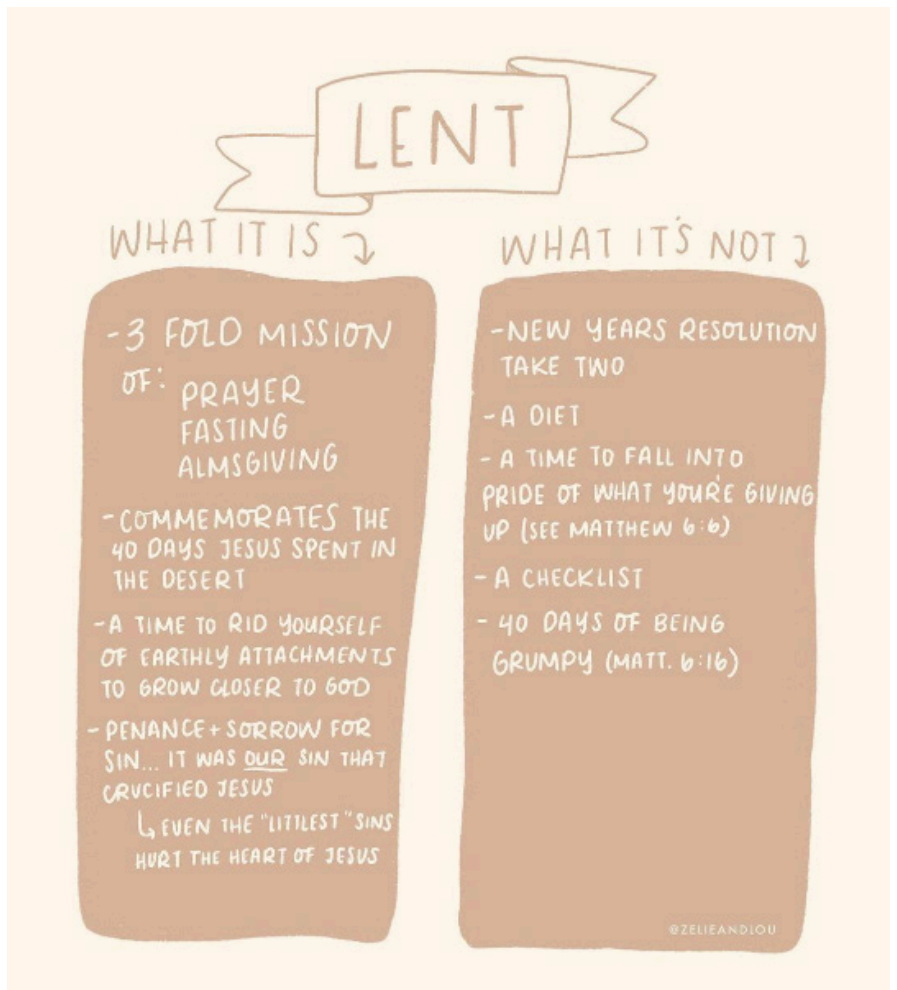 LENT
WHAT IT IS
- 3 FOLD MISSION
OF:
PRAYER
FASTING
ALMSGIVING
- COMMEMORATES THE
40 DAYS JESUS SPENT IN
THE DESERT
- A TIME TO RID YOURSELF
OF EARTHLY ATTACHMENTS
TO GROW CLOSER TO GOD
- PENANCE + SORROW FOR
SIN... IT WAS OUR SIN THAT
CRUCIFIED JESUS
↳ EVEN THE "LITTLEST" SINS
HURT THE HEART OF JESUS
WHAT IT'S NOT
- NEW YEARS RESOLUTION
TAKE TWO
- A DIET
- A TIME TO FALL INTO
PRIDE OF WHAT YOU'RE GIVING
UP (SEE MATTHEW 6:6)
- A CHECKLIST
- 40 DAYS OF BEING
GRUMPY (MATT. 6:16)
@ZELIEANDLOU